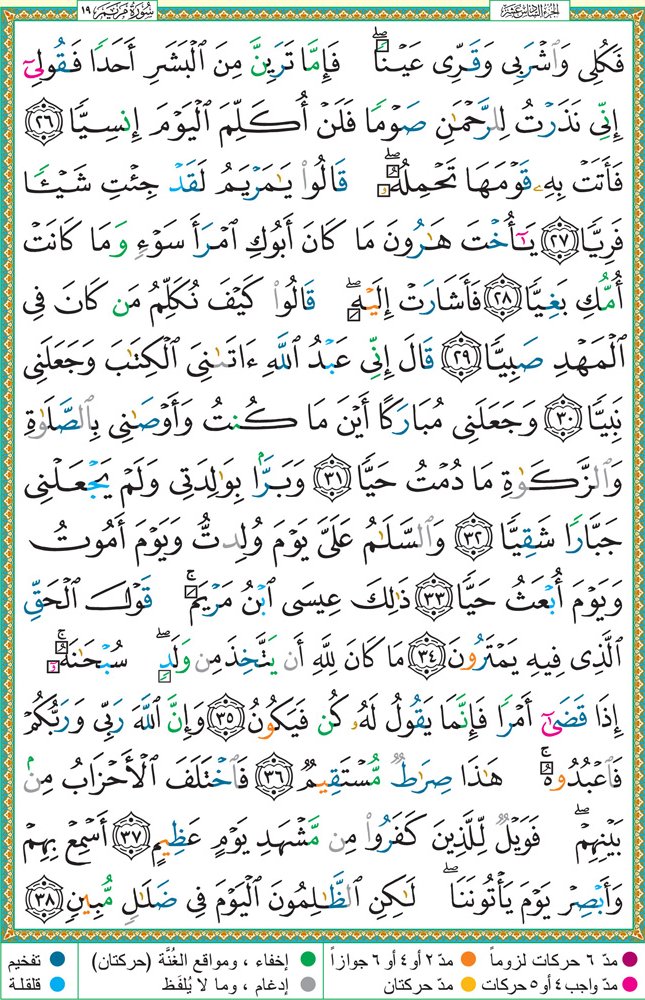 الجزء السادس عشر
سورة مريم ١٩
فَكُلِى وَٱشۡرَبِى وَقَرِّى عَيۡنٗاۖ فَإِمَّا تَرَيِنَّ مِنَ ٱلۡبَشَرِ أَحَدٗا فَقُولِىٓ
إِنِّى نَذَرۡتُ لِلرَّحۡمَٰنِ صَوۡمٗا فَلَنۡ أُكَلِّمَ ٱلۡيَوۡمَ إِنسِيّٗا ٢٦
فَأَتَتۡ بِهِۦ قَوۡمَهَا تَحۡمِلُهُۥۖ قَالُواْ يَٰمَرۡيَمُ لَقَدۡ جِئۡتِ شَيۡـٔٗا
فَرِيّٗا ٢٧ يَٰٓأُخۡتَ هَٰرُونَ مَا كَانَ أَبُوكِ ٱمۡرَأَ سَوۡءٖ وَمَا كَانَتۡ
أُمُّكِ بَغِيّٗا ٢٨ فَأَشَارَتۡ إِلَيۡهِۖ قَالُواْ كَيۡفَ نُكَلِّمُ مَن كَانَ فِى
ٱلۡمَهۡدِ صَبِيّٗا ٢٩ قَالَ إِنِّى عَبۡدُ ٱللَّهِ ءَاتَىٰنِىَ ٱلۡكِتَٰبَ وَجَعَلَنِى
نَبِيّٗا ٣٠ وَجَعَلَنِى مُبَارَكًا أَيۡنَ مَا كُنتُ وَأَوۡصَٰنِى بِٱلصَّلَوٰةِ
وَٱلزَّكَوٰةِ مَا دُمۡتُ حَيّٗا ٣١ وَبَرَّۢا بِوَٰلِدَتِى وَلَمۡ يَجۡعَلۡنِى
جَبَّارٗا شَقِيّٗا ٣٢ وَٱلسَّلَٰمُ عَلَىَّ يَوۡمَ وُلِدتُّ وَيَوۡمَ أَمُوتُ
وَيَوۡمَ أُبۡعَثُ حَيّٗا ٣٣ ذَٰلِكَ عِيسَى ٱبۡنُ مَرۡيَمَۚ قَوۡلَ ٱلۡحَقِّ
ٱلَّذِى فِيهِ يَمۡتَرُونَ ٣٤ مَا كَانَ لِلَّهِ أَن يَتَّخِذَ مِن وَلَدٖۖ سُبۡحَٰنَهُۥٓۚ
إِذَا قَضَىٰٓ أَمۡرٗا فَإِنَّمَا يَقُولُ لَهُۥ كُن فَيَكُونُ ٣٥ وَإِنَّ ٱللَّهَ رَبِّى وَرَبُّكُمۡ
فَٱعۡبُدُوهُۚ هَٰذَا صِرَٰطٞ مُّسۡتَقِيمٞ ٣٦ فَٱخۡتَلَفَ ٱلۡأَحۡزَابُ مِنۢ
بَيۡنِهِمۡۖ فَوَيۡلٞ لِّلَّذِينَ كَفَرُواْ مِن مَّشۡهَدِ يَوۡمٍ عَظِيمٍ ٣٧ أَسۡمِعۡ بِهِمۡ
وَأَبۡصِرۡ يَوۡمَ يَأۡتُونَنَاۖ لَٰكِنِ ٱلظَّٰلِمُونَ ٱلۡيَوۡمَ فِى ضَلَٰلٖ مُّبِينٖ ٣٨
مدّ ٦ حركات لزوماً مدّ ٢ أو ٤ أو ٦ جوازاً إخفاء ، ومواقع الغُنَّة (حركتان) تفخيم
مدّ واجب ٤ أو ٥ حركات مدّ حركتان إدغام ، وما لا يُلفَظ قلقلة